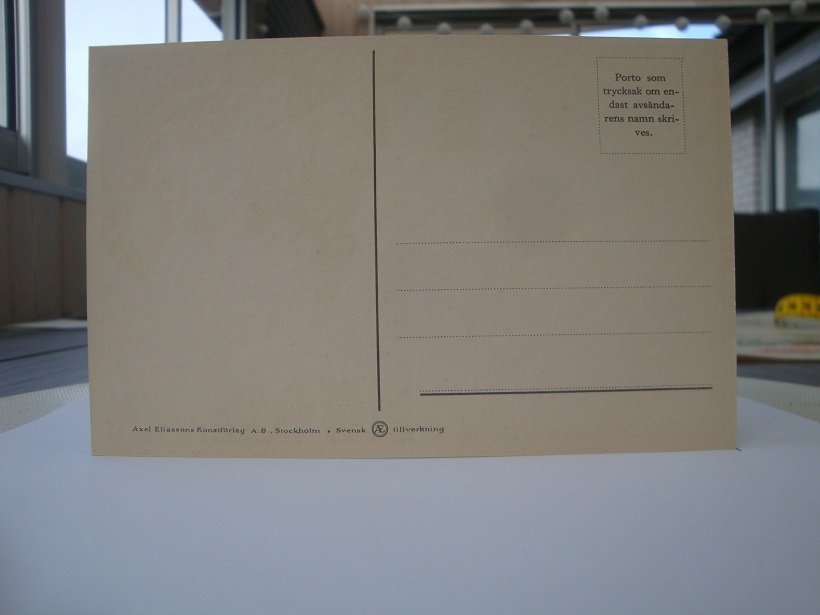 Porto som
trycksak om en-
dast avsända-
rens namn skri-
ves.
Axel Eliassons Konstförlag A.B., Stockholm • Svensk Æ tillverkning